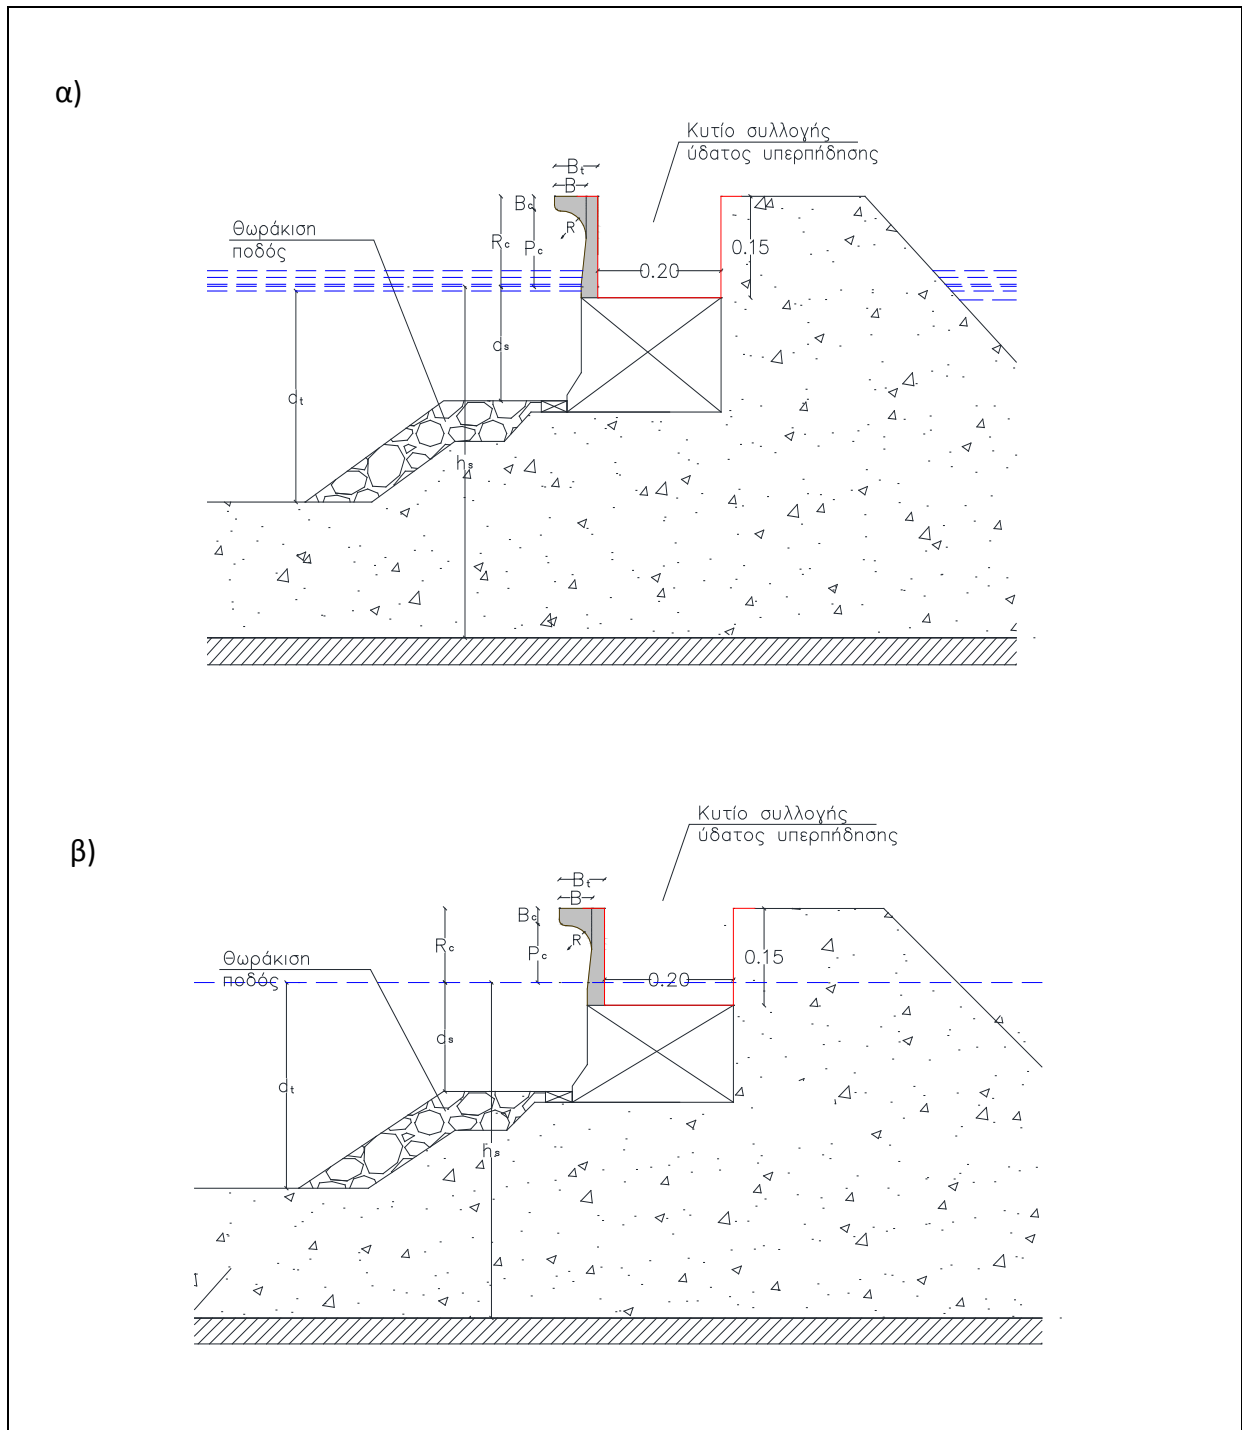 α)
Κυτίο συλλογής
ύδατος υπερπήδησης
Bt
B
Bc
R
Rc
Pc
Θωράκιση
ποδός
0.15
0.20
ds
dt
hs
β)
Κυτίο συλλογής
ύδατος υπερπήδησης
Bt
B
Bc
R
Rc
Pc
Θωράκιση
ποδός
0.15
0.20
ds
dt
hs